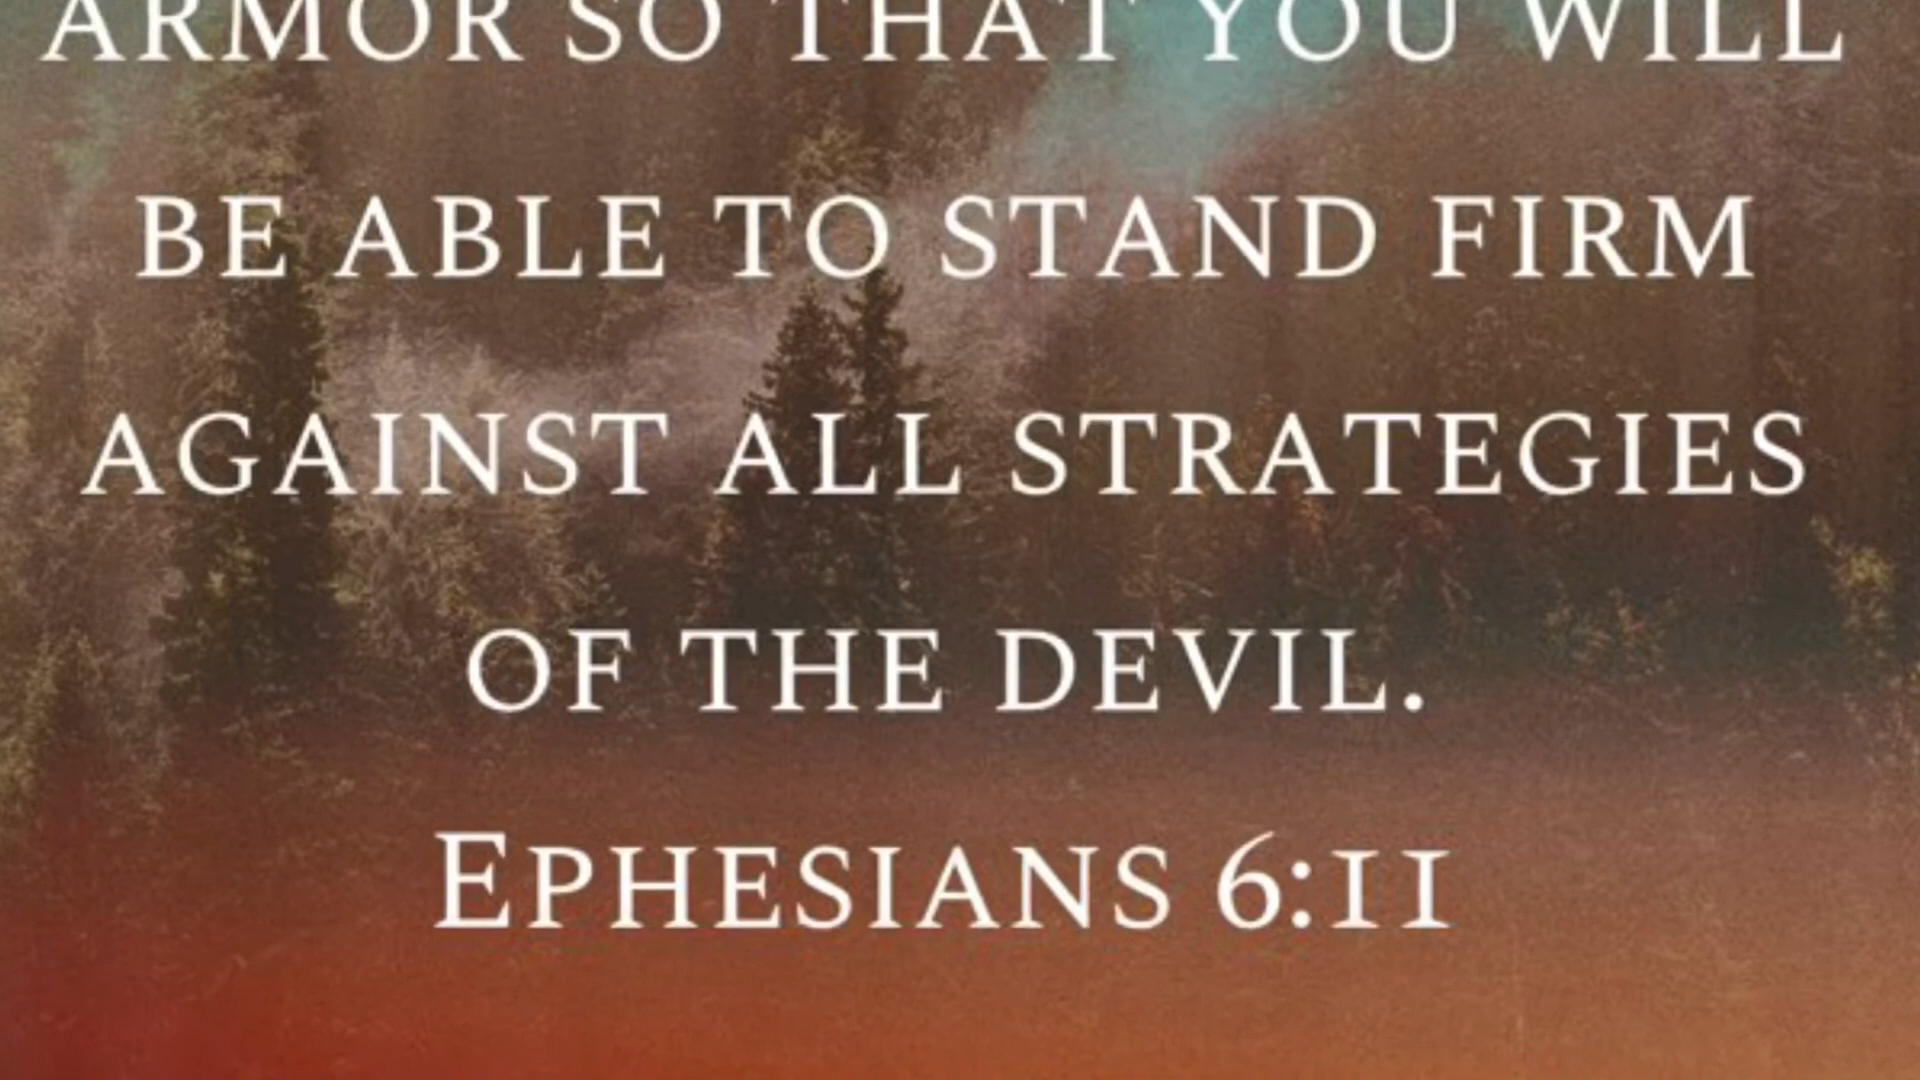 ARMOR SO THAT YOU WILL
BE ABLE TO STAND FIRM
AGAINST ALL STRATEGIES
OF THE DEVIL.
EPHESIANS 6:11